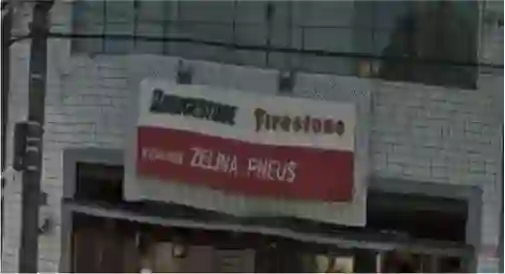 BRIDGESTONE Firestone
ZELINA PNEUS